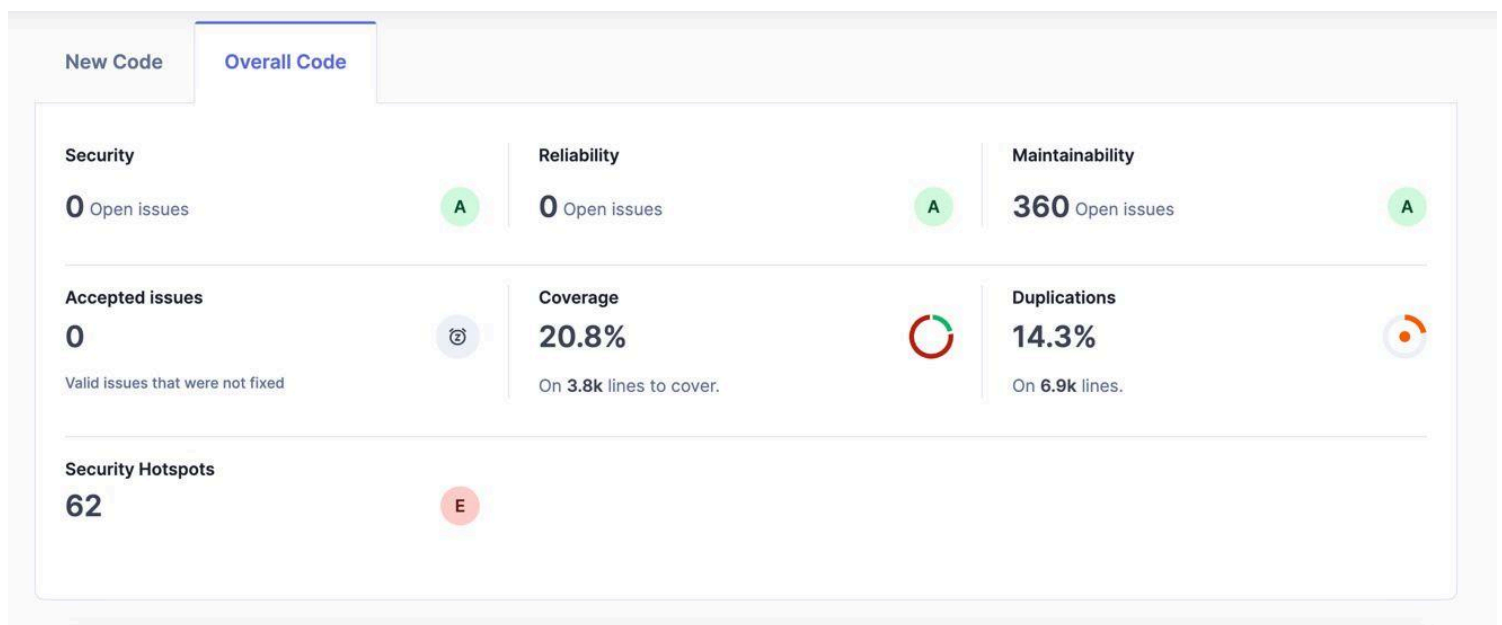 New Code
Overall Code
Security
0 Open issues
A
Reliability
0 Open issues
A
Maintainability
360 Open issues
A
Accepted issues
0
Valid issues that were not fixed
Coverage
20.8%
On 3.8k lines to cover.
Duplications
14.3%
On 6.9k lines.
Security Hotspots
62
E